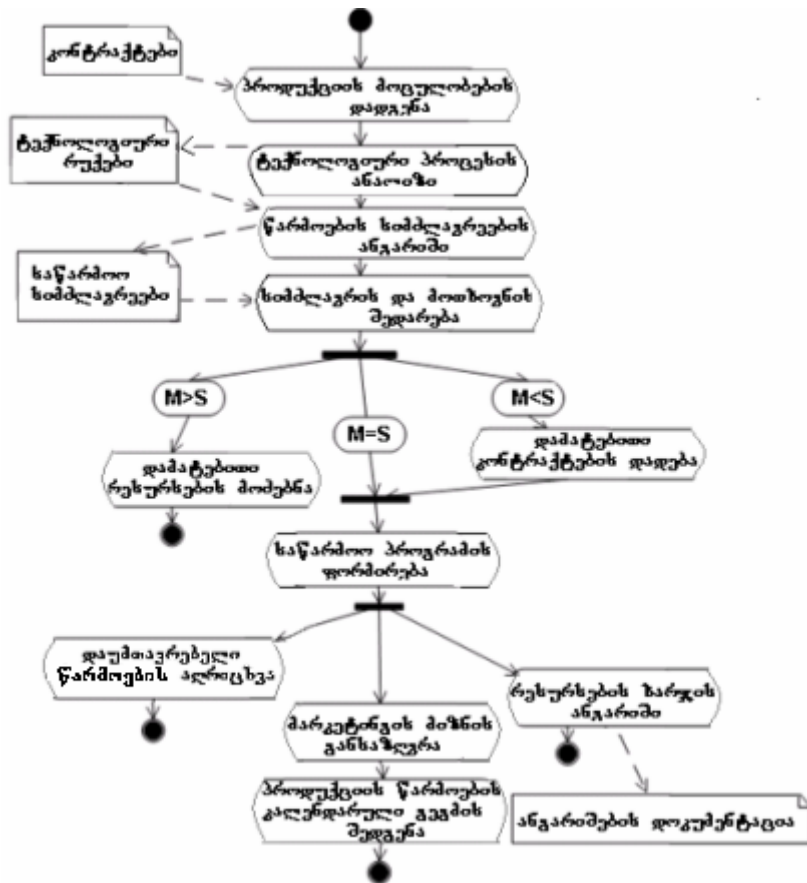 კონტრაქტები
პროდუქციის მოცულობების
დადგენა
ტექნოლოგიური
რუქები
ტექნოლოგიური პროცესის
ანალიზი
წარმოების სიმძლავრეების
ანგარიში
საწარმოო
სიმძლავრეები
სიმძლავრის და მოთხოვნის
შედარება
M>S
M<S
M=S
დამატებითი
რესურსების მოძებნა
დამატებითი
კონტრაქტების დადება
საწარმოო პროგრამის
ფორმირება
დაუმთავრებელი
წარმოების აღრიცხვა
რესურსების ხარჯის
ანგარიში
მარკეტინგის მიზნის
განსაზღვრა
პროდუქციის წარმოების
კალენდარული გეგმის
შედგენა
ანგარიშების დოკუმენტაცია